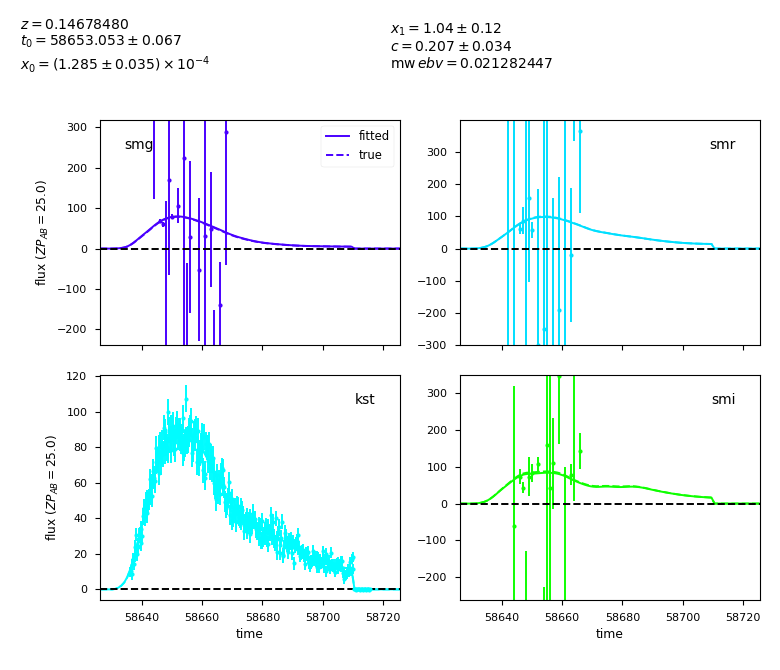 z = 0.14678480
t₀ = 58653.053 ± 0.067
x₀ = (1.285 ± 0.035) × 10⁻⁴
x₁ = 1.04 ± 0.12
c = 0.207 ± 0.034
mw ebv = 0.021282447
smg
fitted
true
300
200
100
0
−100
−200
flux (ZP_AB = 25.0)
smr
300
200
100
0
−100
−200
−300
kst
120
100
80
60
40
20
0
flux (ZP_AB = 25.0)
58640 58660 58680 58700 58720
time
smi
300
200
100
0
−100
−200
58640 58660 58680 58700 58720
time